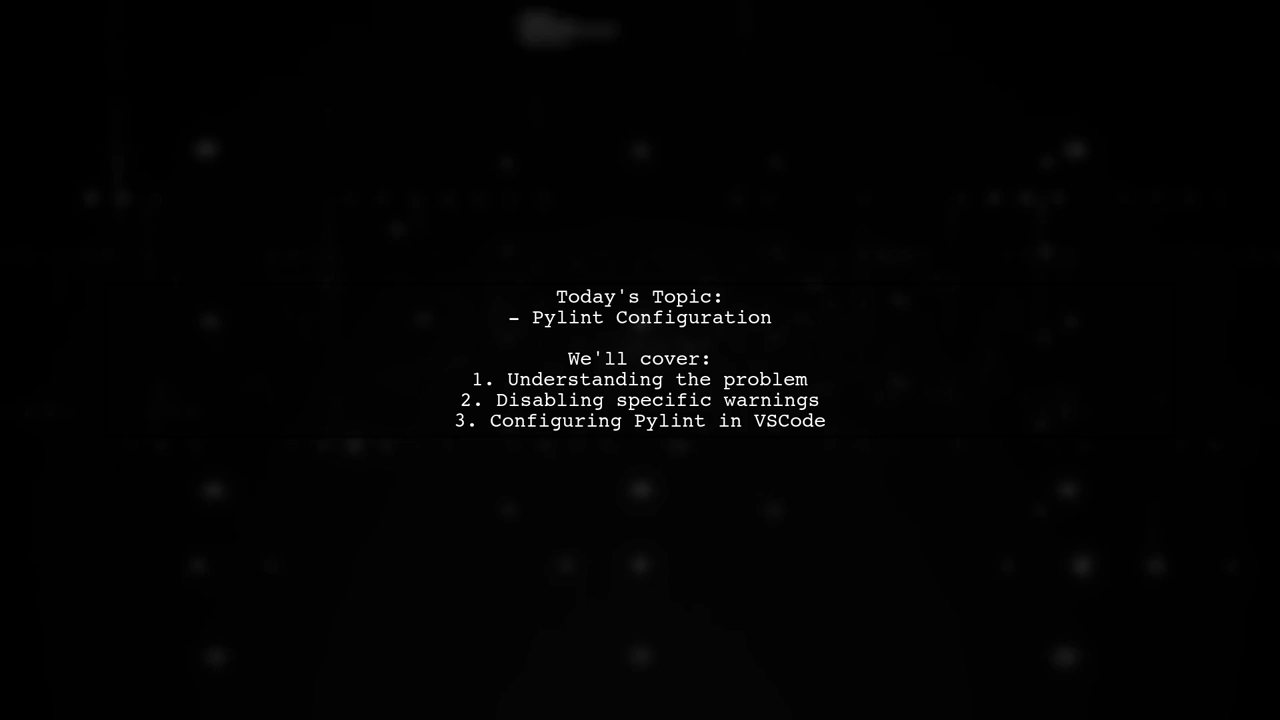 Today's Topic:
- Pylint Configuration
We'll cover:
1. Understanding the problem
2. Disabling specific warnings
3. Configuring Pylint in VSCode